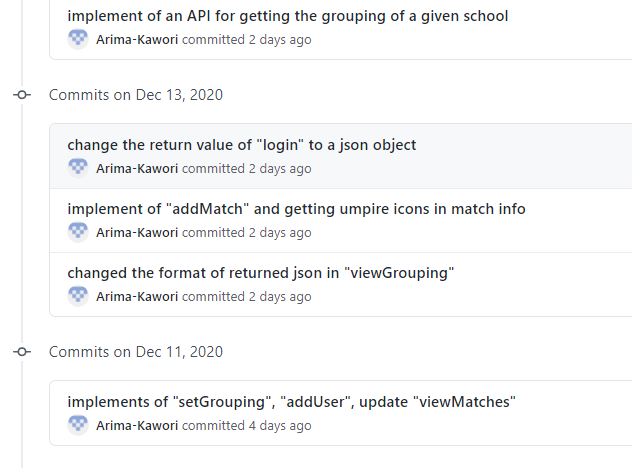 implement of an API for getting the grouping of a given school
Arima-Kawori committed 2 days ago
Commits on Dec 13, 2020
change the return value of "login" to a json object
Arima-Kawori committed 2 days ago
implement of "addMatch" and getting umpire icons in match info
Arima-Kawori committed 2 days ago
changed the format of returned json in "viewGrouping"
Arima-Kawori committed 2 days ago
Commits on Dec 11, 2020
implements of "setGrouping", "addUser", update "viewMatches"
Arima-Kawori committed 4 days ago